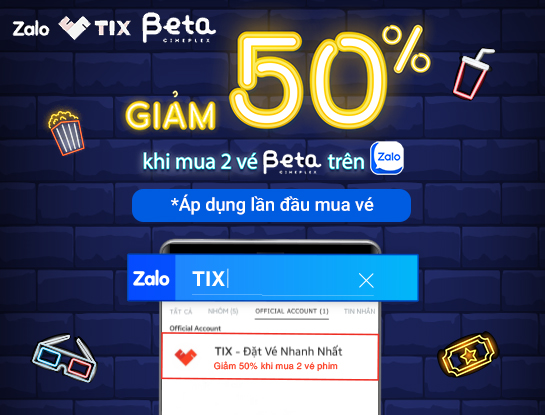 Zalo TIX Beta
CINEPLEX
GIẢM 50%
khi mua 2 vé Beta trên Zalo
CINEPLEX
*Áp dụng lần đầu mua vé
Zalo TIX
TẤT CẢ NHÓM (5) OFFICIAL ACCOUNT (1) TIN NHẮN
Official Account
TIX - Đặt Vé Nhanh Nhất
Giảm 50% khi mua 2 vé phim